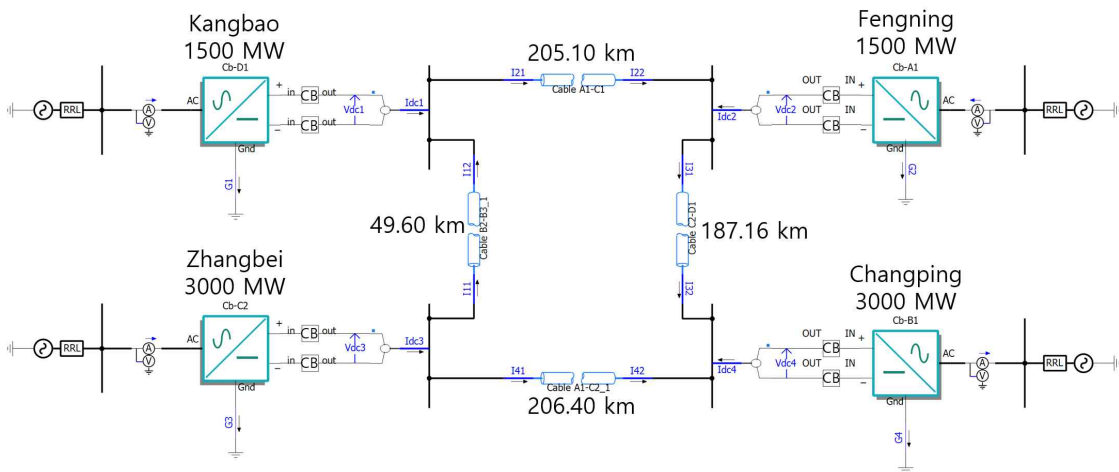 Kangbao
1500 MW
Cb-D1
205.10 km
Fengning
1500 MW
Cb-A1
I21
I22
Cable A1-C1
RRL
A
V
AC
+
in
CB
out
Vdc1
in
CB
out
−
Gnd
G1
Idc1
Idc2
Vdc2
OUT
IN
CB
+
OUT
IN
CB
−
AC
Gnd
G2
A
V
RRL
I12
49.60 km
Cable B2-B3_1
I11
I31
Cable C2-D1
187.16 km
I32
Zhangbei
3000 MW
Cb-C2
Changping
3000 MW
Cb-B1
RRL
A
V
AC
+
in
CB
out
Vdc3
in
CB
out
−
Gnd
G3
Idc3
I41
I42
Cable A1-C2_1
206.40 km
Idc4
Vdc4
OUT
IN
CB
+
OUT
IN
CB
−
AC
Gnd
G4
A
V
RRL